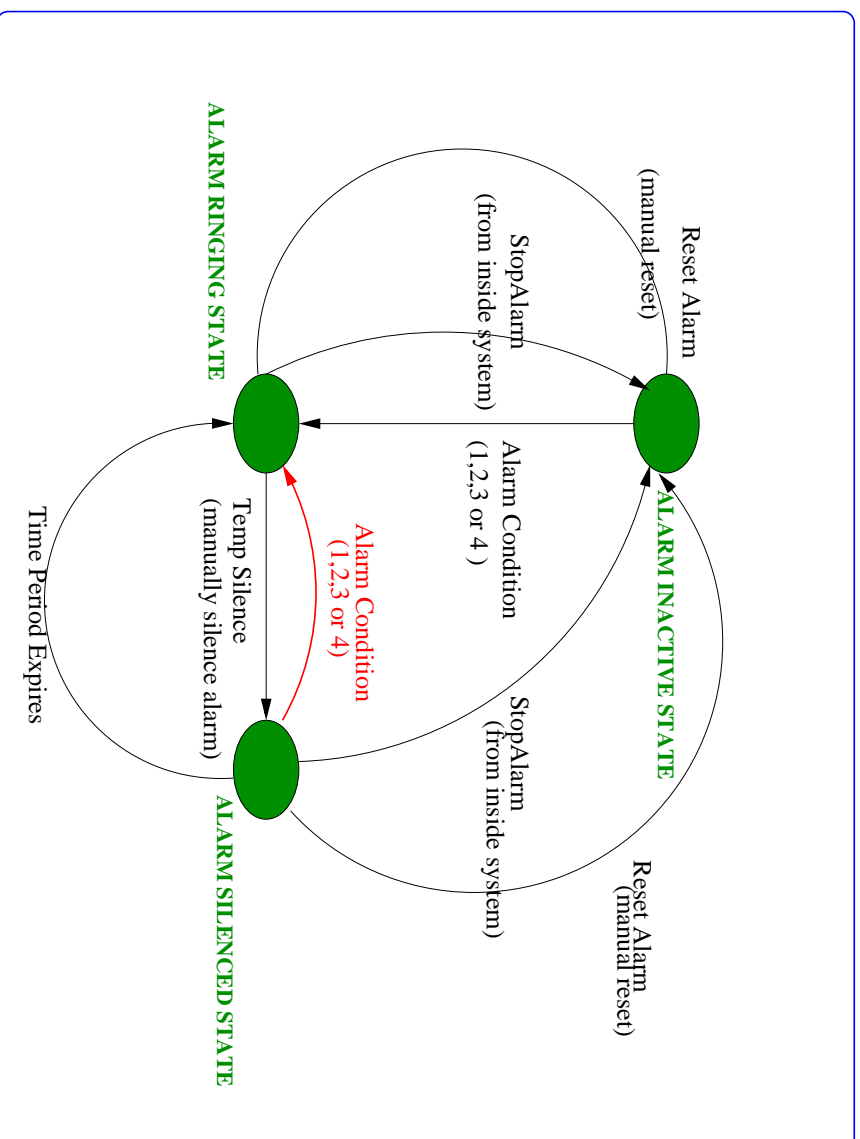 Reset Alarm
(manual reset)
ALARM INACTIVE STATE
Reset Alarm
(manual reset)
StopAlarm
(from inside system)
Alarm Condition
(1,2,3 or 4 )
StopAlarm
(from inside system)
Alarm Condition
(1,2,3 or 4)
ALARM RINGING STATE
Temp Silence
(manually silence alarm)
ALARM SILENCED STATE
Time Period Expires